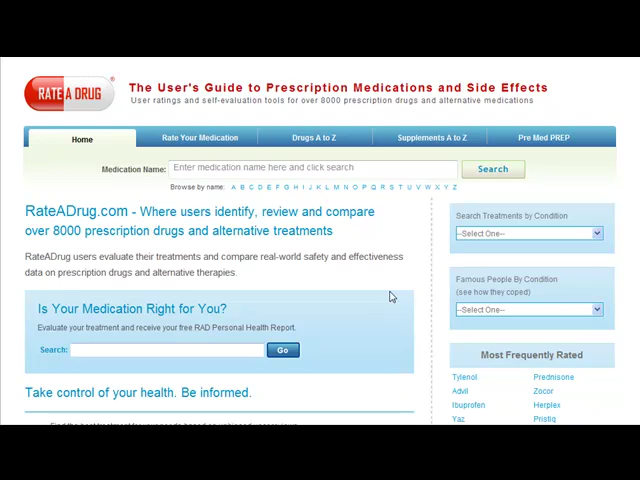 RATE A DRUG ®
The User's Guide to Prescription Medications and Side Effects
User ratings and self-evaluation tools for over 8000 prescription drugs and alternative medications
Home Rate Your Medication Drugs A to Z Supplements A to Z Pre Med PREP
Medication Name: Enter medication name here and click search Search
Browse by name: A B C D E F G H I J K L M N O P Q R S T U V W X Y Z
RateADrug.com - Where users identify, review and compare
over 8000 prescription drugs and alternative treatments
RateADrug users evaluate their treatments and compare real-world safety and effectiveness
data on prescription drugs and alternative therapies.
Is Your Medication Right for You?
Evaluate your treatment and receive your free RAD Personal Health Report.
Search: Go
Take control of your health. Be informed.
Search Treatments by Condition
--Select One--
Famous People By Condition
(see how they coped)
--Select One--
Most Frequently Rated
Tylenol Prednisone
Advil Zocor
Ibuprofen Herplex
Yaz Pristiq